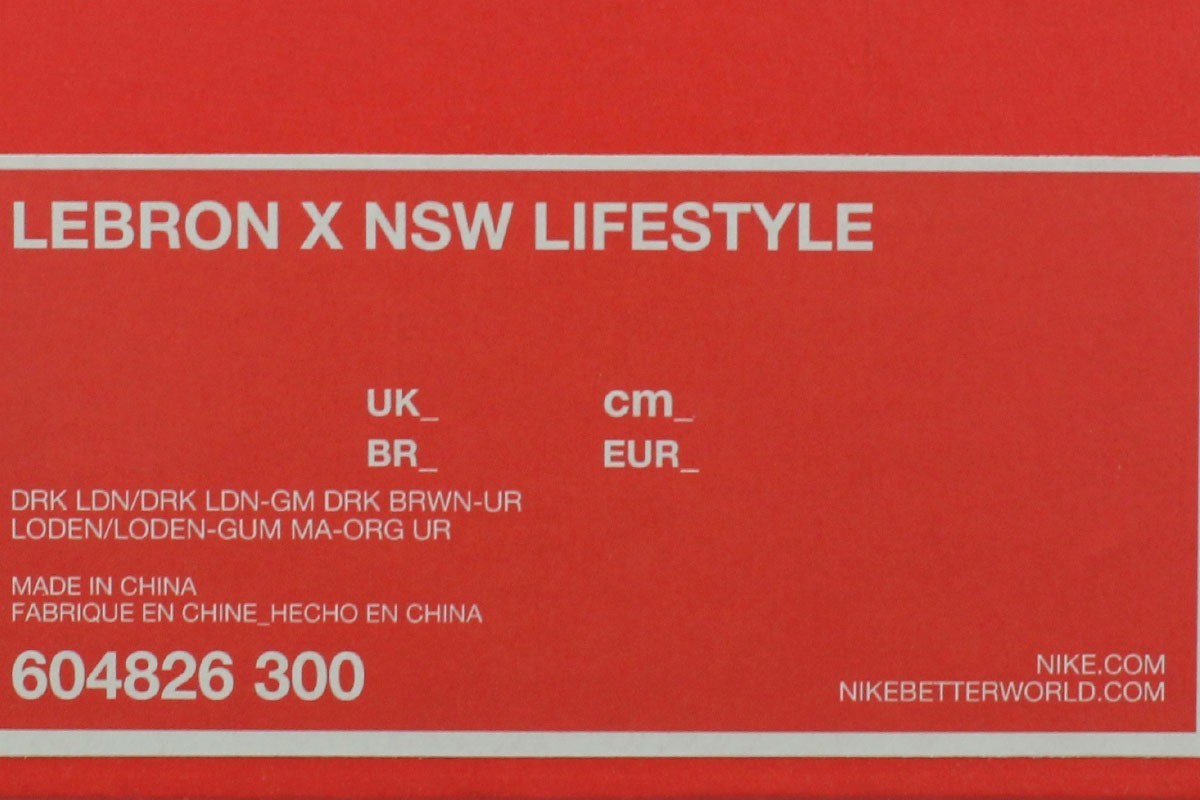 LEBRON X NSW LIFESTYLE
UK_ cm_
BR_ EUR_
DRK LDN/DRK LDN-GM DRK BRWN-UR
LODEN/LODEN-GUM MA-ORG UR
MADE IN CHINA
FABRIQUE EN CHINE_HECHO EN CHINA
604826 300
NIKE.COM
NIKEBETTERWORLD.COM